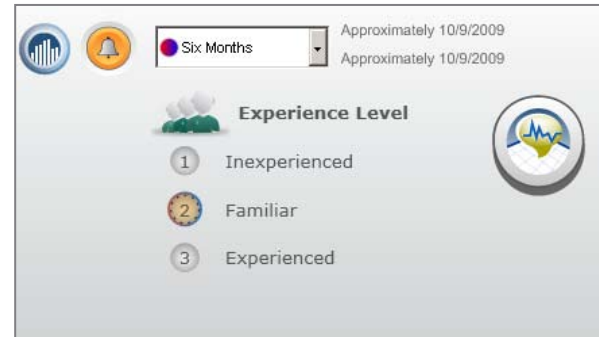 Six Months
Approximately 10/9/2009
Approximately 10/9/2009
Experience Level
1 Inexperienced
2 Familiar
3 Experienced